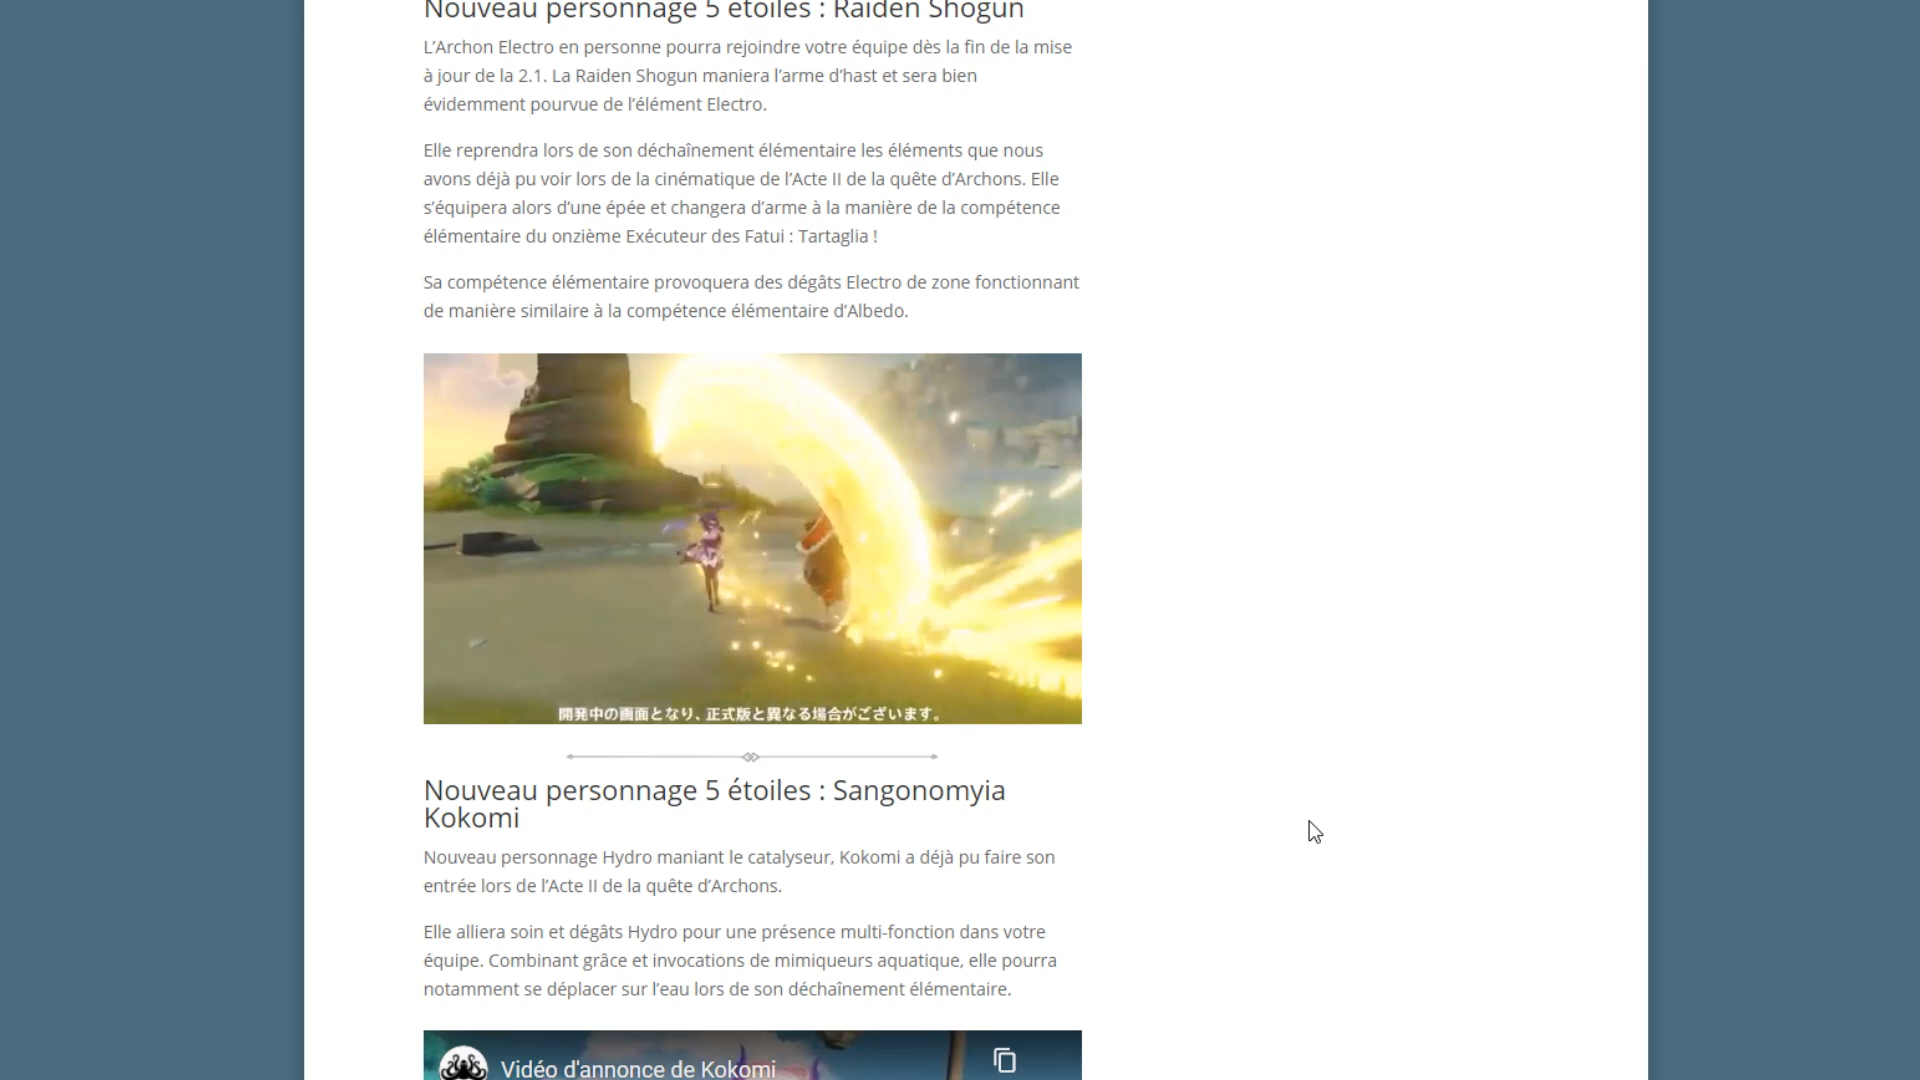 Nouveau personnage 5 étoiles : Raiden Shogun
L’Archon Electro en personne pourra rejoindre votre équipe dès la fin de la mise
à jour de la 2.1. La Raiden Shogun maniera l’arme d’hast et sera bien
évidemment pourvue de l’élément Electro.
Elle reprendra lors de son déchaînement élémentaire les éléments que nous
avons déjà pu voir lors de la cinématique de l’Acte II de la quête d’Archons. Elle
s’équipera alors d’une épée et changera d’arme à la manière de la compétence
élémentaire du onzième Exécuteur des Fatui : Tartaglia !
Sa compétence élémentaire provoquera des dégâts Electro de zone fonctionnant
de manière similaire à la compétence élémentaire d’Albedo.
開発中の画面となり、正式版と異なる場合がございます。
Nouveau personnage 5 étoiles : Sangonomyia
Kokomi
Nouveau personnage Hydro maniant le catalyseur, Kokomi a déjà pu faire son
entrée lors de l’Acte II de la quête d’Archons.
Elle alliera soin et dégâts Hydro pour une présence multi-fonction dans votre
équipe. Combinant grâce et invocations de mimiqueurs aquatique, elle pourra
notamment se déplacer sur l’eau lors de son déchaînement élémentaire.
Vidéo d'annonce de Kokomi